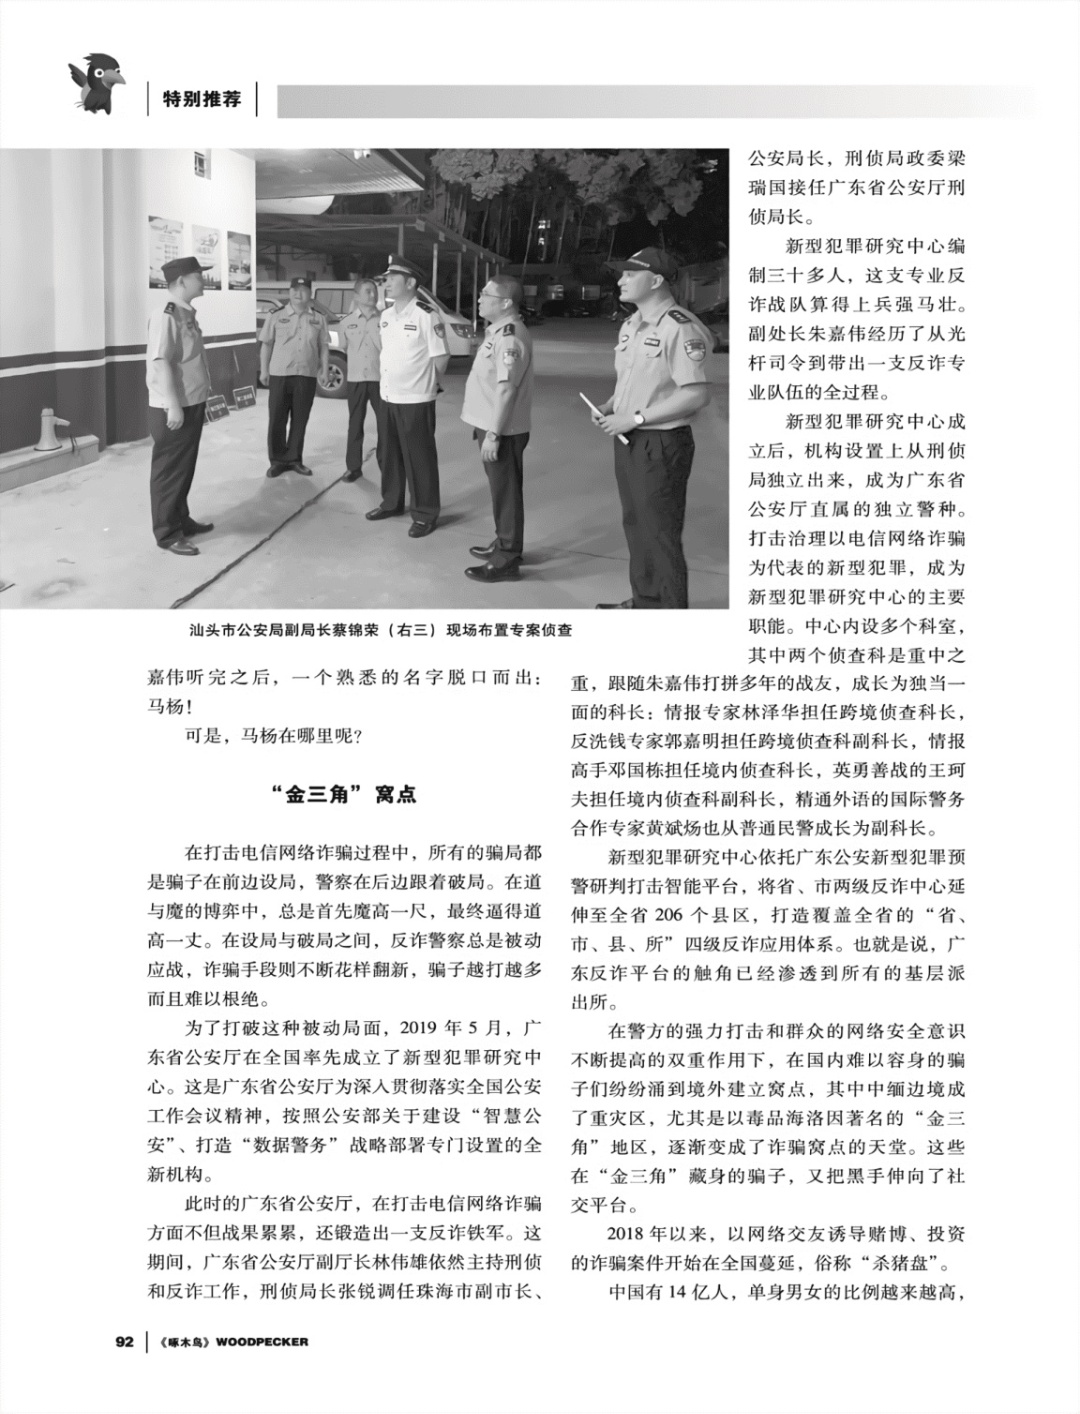 特别推荐
汕头市公安局副局长蔡锦荣（右三）现场布置专案侦查
嘉伟听完之后，一个熟悉的名字脱口而出：
马杨！
可是，马杨在哪里呢？
“金三角”窝点
在打击电信网络诈骗过程中，所有的骗局都
是骗子在前边设局，警察在后边跟着破局。在道
与魔的博弈中，总是首先魔高一尺，最终逼得道
高一丈。在设局与破局之间，反诈警察总是被动
应战，诈骗手段则不断花样翻新，骗子越打越多
而且难以根绝。
为了打破这种被动局面，2019 年 5 月，广
东省公安厅在全国率先成立了新型犯罪研究中
心。这是广东省公安厅为深入贯彻落实全国公安
工作会议精神，按照公安部关于建设“智慧公
安”、打造“数据警务”战略部署专门设置的全
新机构。
此时的广东省公安厅，在打击电信网络诈骗
方面不但战果累累，还锻造出一支反诈铁军。这
期间，广东省公安厅副厅长林伟雄依然主持刑侦
和反诈工作，刑侦局长张锐调任珠海市副市长、
公安局长，刑侦局政委梁
瑞国接任广东省公安厅刑
侦局长。
新型犯罪研究中心编
制三十多人，这支专业反
诈战队算得上兵强马壮。
副处长朱嘉伟经历了从光
杆司令到带出一支反诈专
业队伍的全过程。
新型犯罪研究中心成
立后，机构设置上从刑侦
局独立出来，成为广东省
公安厅直属的独立警种。
打击治理以电信网络诈骗
为代表的新型犯罪，成为
新型犯罪研究中心的主要
职能。中心内设多个科室，
其中两个侦查科是重中之
重，跟随朱嘉伟打拼多年的战友，成长为独当一
面的科长：情报专家林泽华担任跨境侦查科长，
反洗钱专家郭嘉明担任跨境侦查科副科长，情报
高手邓国栋担任境内侦查科长，英勇善战的王珂
夫担任境内侦查科副科长，精通外语的国际警务
合作专家黄斌炀也从普通民警成长为副科长。
新型犯罪研究中心依托广东公安新型犯罪预
警研判打击智能平台，将省、市两级反诈中心延
伸至全省 206 个县区，打造覆盖全省的“省、
市、县、所”四级反诈应用体系。也就是说，广
东反诈平台的触角已经渗透到所有的基层派
出所。
在警方的强力打击和群众的网络安全意识
不断提高的双重作用下，在国内难以容身的骗
子们纷纷涌到境外建立窝点，其中中缅边境成
了重灾区，尤其是以毒品海洛因著名的“金三
角”地区，逐渐变成了诈骗窝点的天堂。这些
在“金三角”藏身的骗子，又把黑手伸向了社
交平台。
2018 年以来，以网络交友诱导赌博、投资
的诈骗案件开始在全国蔓延，俗称“杀猪盘”。
中国有 14 亿人，单身男女的比例越来越高，
92 《啄木鸟》WOODPECKER